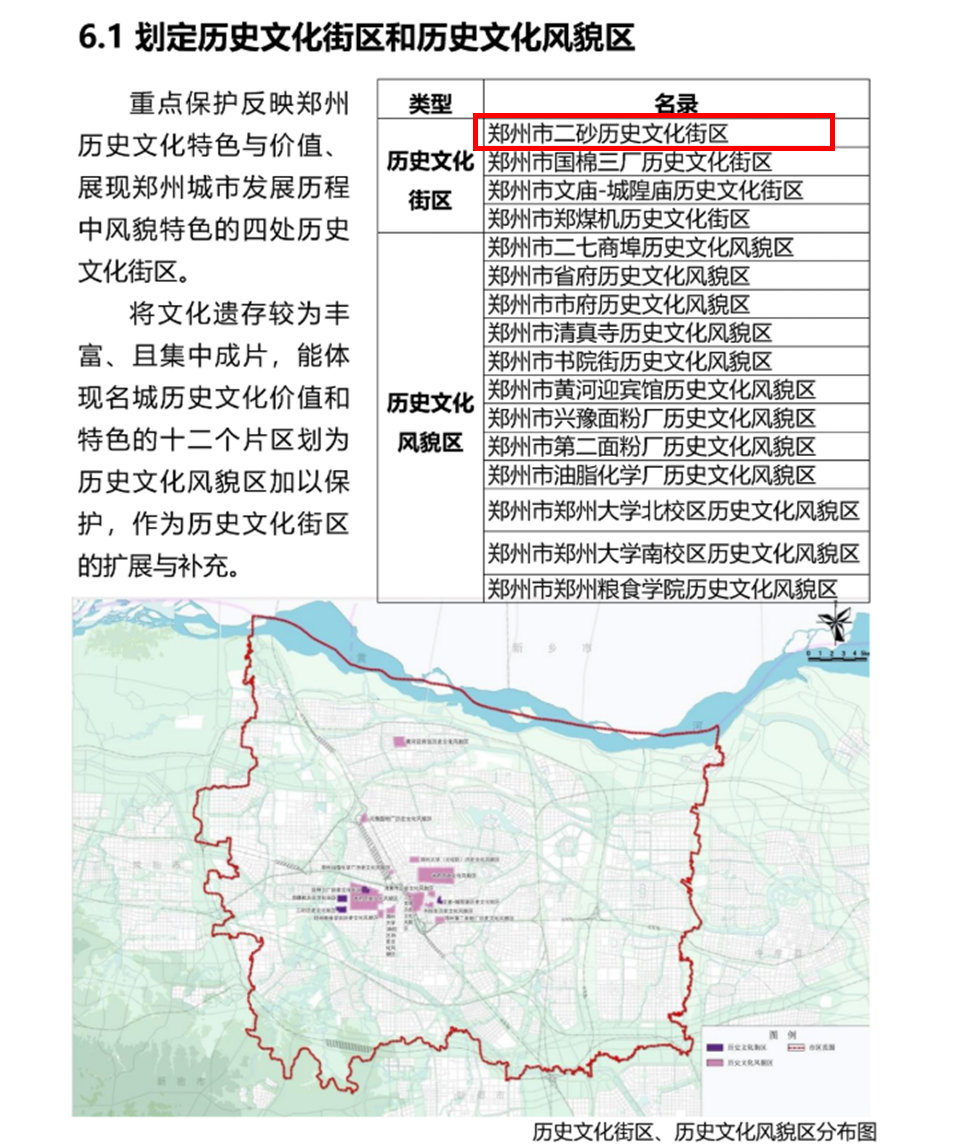 6.1 划定历史文化街区和历史文化风貌区
重点保护反映郑州
历史文化特色与价值、
展现郑州城市发展历程
中风貌特色的四处历史
文化街区。
将文化遗存较为丰
富、且集中成片，能体
现名城历史文化价值和
特色的十二个片区划为
历史文化风貌区加以保
护，作为历史文化街区
的扩展与补充。
类型 名录
历史文化
街区
郑州市二砂历史文化街区
郑州市国棉三厂历史文化街区
郑州市文庙-城隍庙历史文化街区
郑州市郑煤机历史文化街区
历史文化
风貌区
郑州市二七商埠历史文化风貌区
郑州市省府历史文化风貌区
郑州市市府历史文化风貌区
郑州市清真寺历史文化风貌区
郑州市书院街历史文化风貌区
郑州市黄河迎宾馆历史文化风貌区
郑州市兴豫面粉厂历史文化风貌区
郑州市第二面粉厂历史文化风貌区
郑州市油脂化学厂历史文化风貌区
郑州市郑州大学北校区历史文化风貌区
郑州市郑州大学南校区历史文化风貌区
郑州市郑州粮食学院历史文化风貌区
新乡市
黄
河
0 1 2 3 4
图 例
历史文化街区
市区范围
历史文化风貌区
新密市
历史文化街区、历史文化风貌区分布图